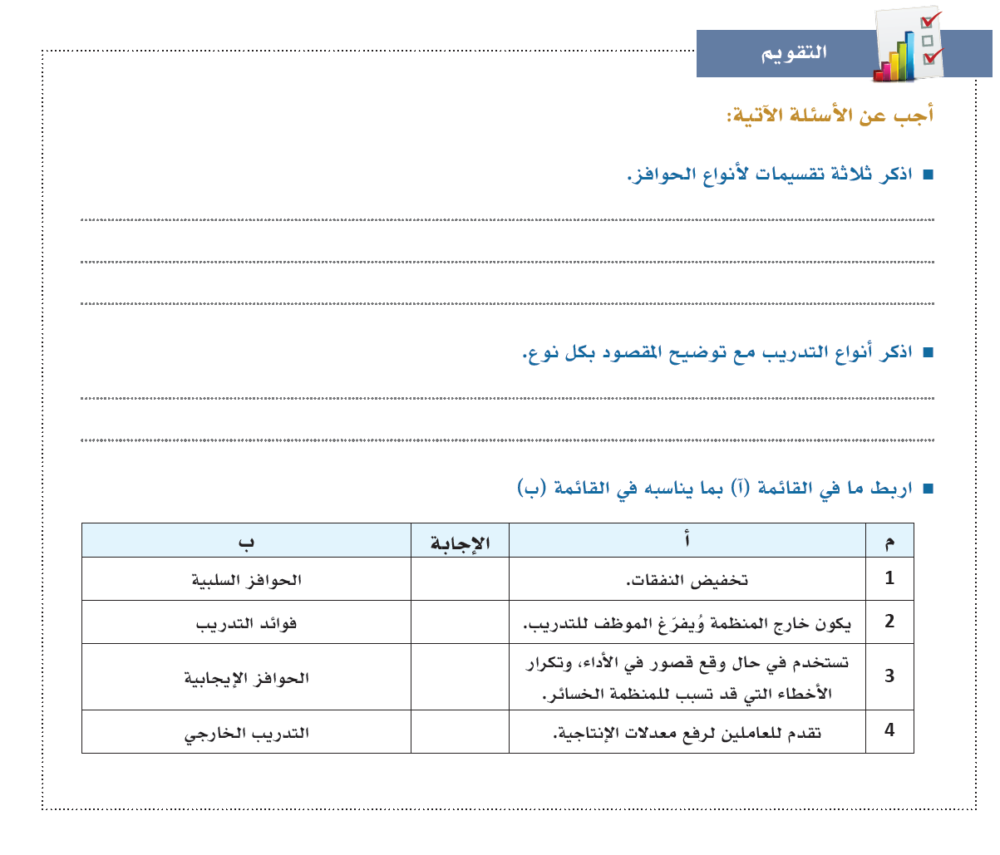 التقويم
أجب عن الأسئلة الآتية:
■ اذكر ثلاثة تقسيمات لأنواع الحوافز.
■ اذكر أنواع التدريب مع توضيح المقصود بكل نوع.
■ اربط ما في القائمة (آ) بما يناسبه في القائمة (ب)
م أ الإجابة ب
1 تخفيض النفقات. الحوافز السلبية
2 يكون خارج المنظمة وُيفرّغ الموظف للتدريب. فوائد التدريب
3 تستخدم في حال وقع قصور في الأداء، وتكرار
الأخطاء التي قد تسبب للمنظمة الخسائر. الحوافز الإيجابية
4 تقدم للعاملين لرفع معدلات الإنتاجية. التدريب الخارجي